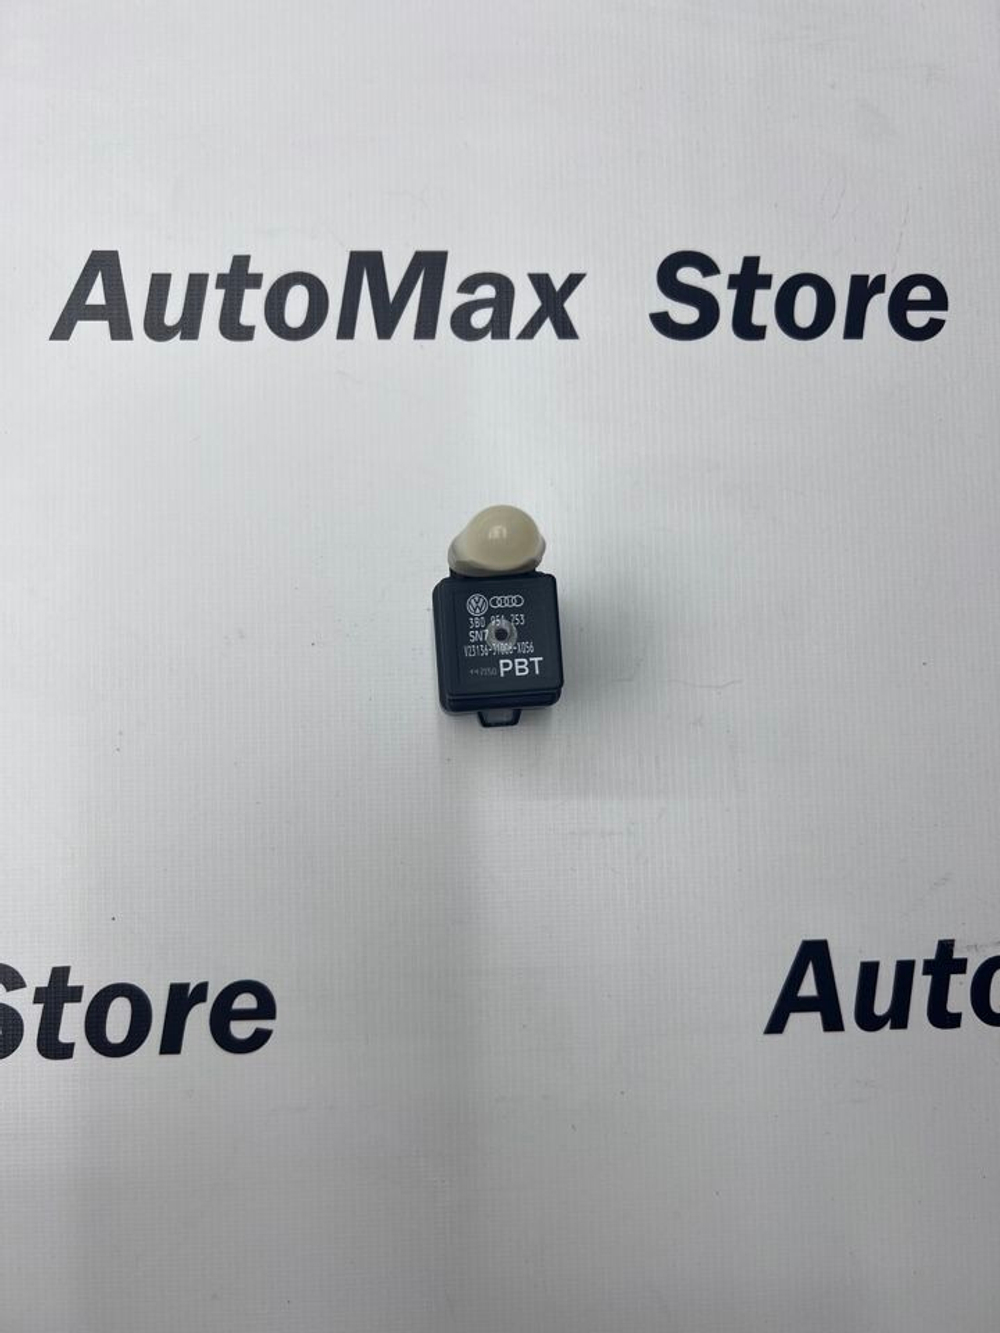 AutoMax Store
3B0 951 253
SN7
V23136-J1006-X056
PBT
Store
Auto